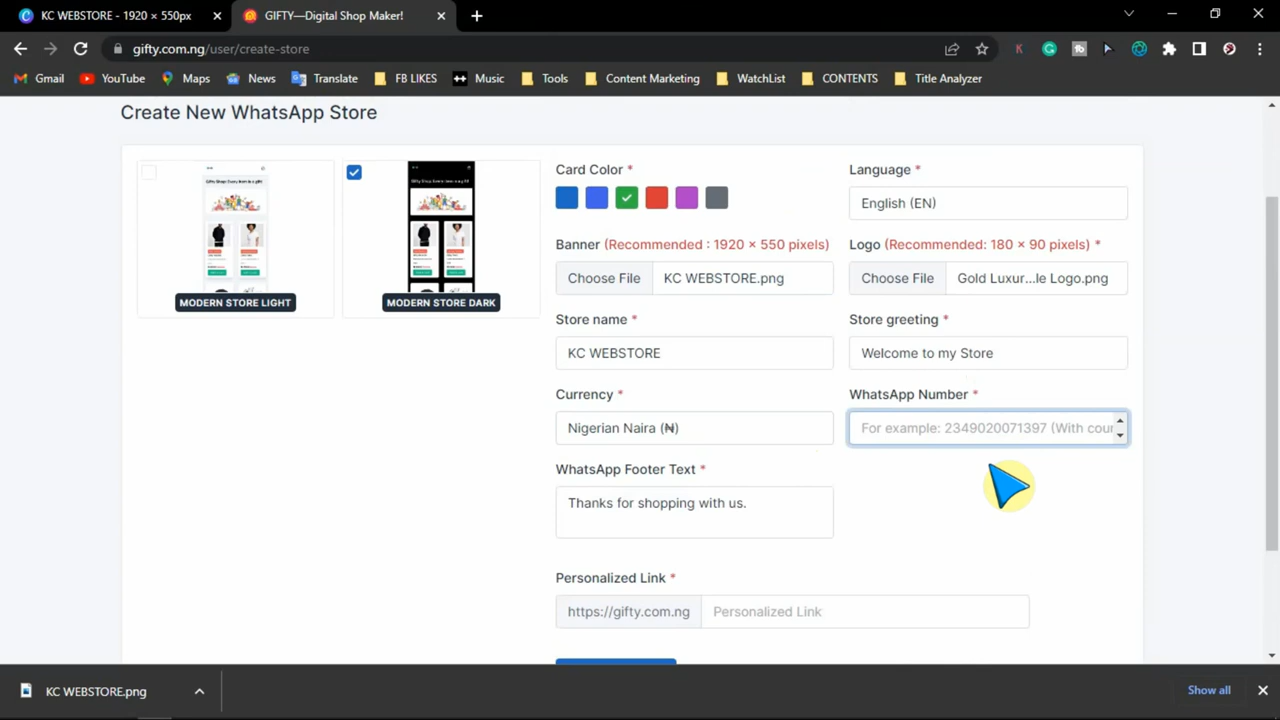 KC WEBSTORE - 1920 × 550px
GIFTY—Digital Shop Maker!
gifty.com.ng/user/create-store
Gmail
YouTube
Maps
News
Translate
FB LIKES
Music
Tools
Content Marketing
WatchList
CONTENTS
Title Analyzer
Create New WhatsApp Store
MODERN STORE LIGHT
MODERN STORE DARK
Card Color *
Language *
English (EN)
Banner (Recommended : 1920 × 550 pixels)
Logo (Recommended: 180 × 90 pixels) *
Choose File KC WEBSTORE.png
Choose File Gold Luxur...le Logo.png
Store name *
Store greeting *
KC WEBSTORE
Welcome to my Store
Currency *
WhatsApp Number *
Nigerian Naira (₦)
For example: 2349020071397 (With cour
WhatsApp Footer Text *
Thanks for shopping with us.
Personalized Link *
https://gifty.com.ng Personalized Link
KC WEBSTORE.png
Show all